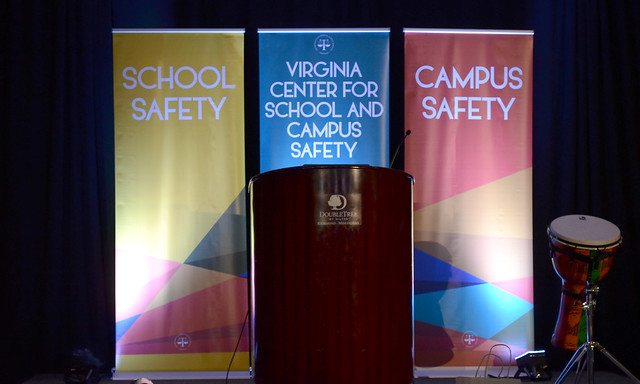 SCHOOL
SAFETY
VIRGINIA
CENTER FOR
SCHOOL AND
CAMPUS
SAFETY
CAMPUS
SAFETY
DOUBLETREE